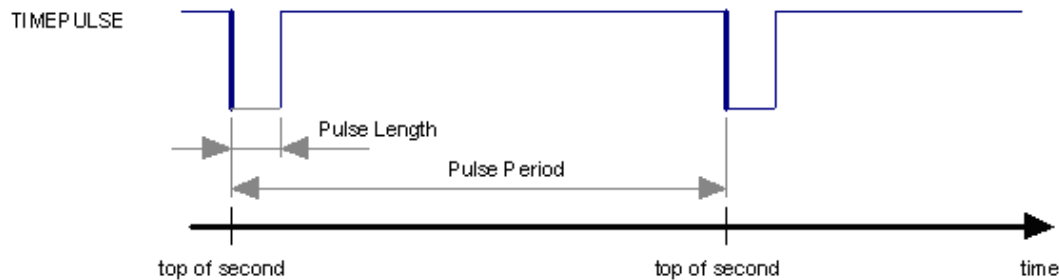 TIMEPULSE
Pulse Length
Pulse Period
top of second
top of second
time